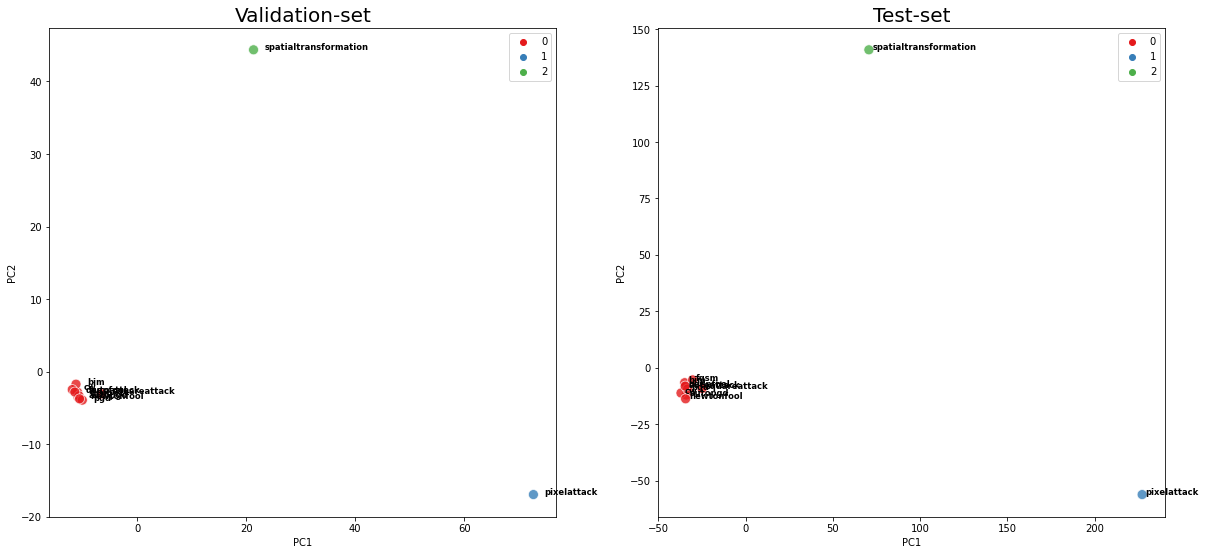 Validation-set
Test-set
spatialtransformation
0
1
2
40
30
20
10
0
−10
−20
PC2
bim
pixelattack
0
20
40
60
PC1
spatialtransformation
0
1
2
150
125
100
75
50
25
0
−25
−50
PC2
fgsm
newtonfool
pixelattack
−50
0
50
100
150
200
PC1